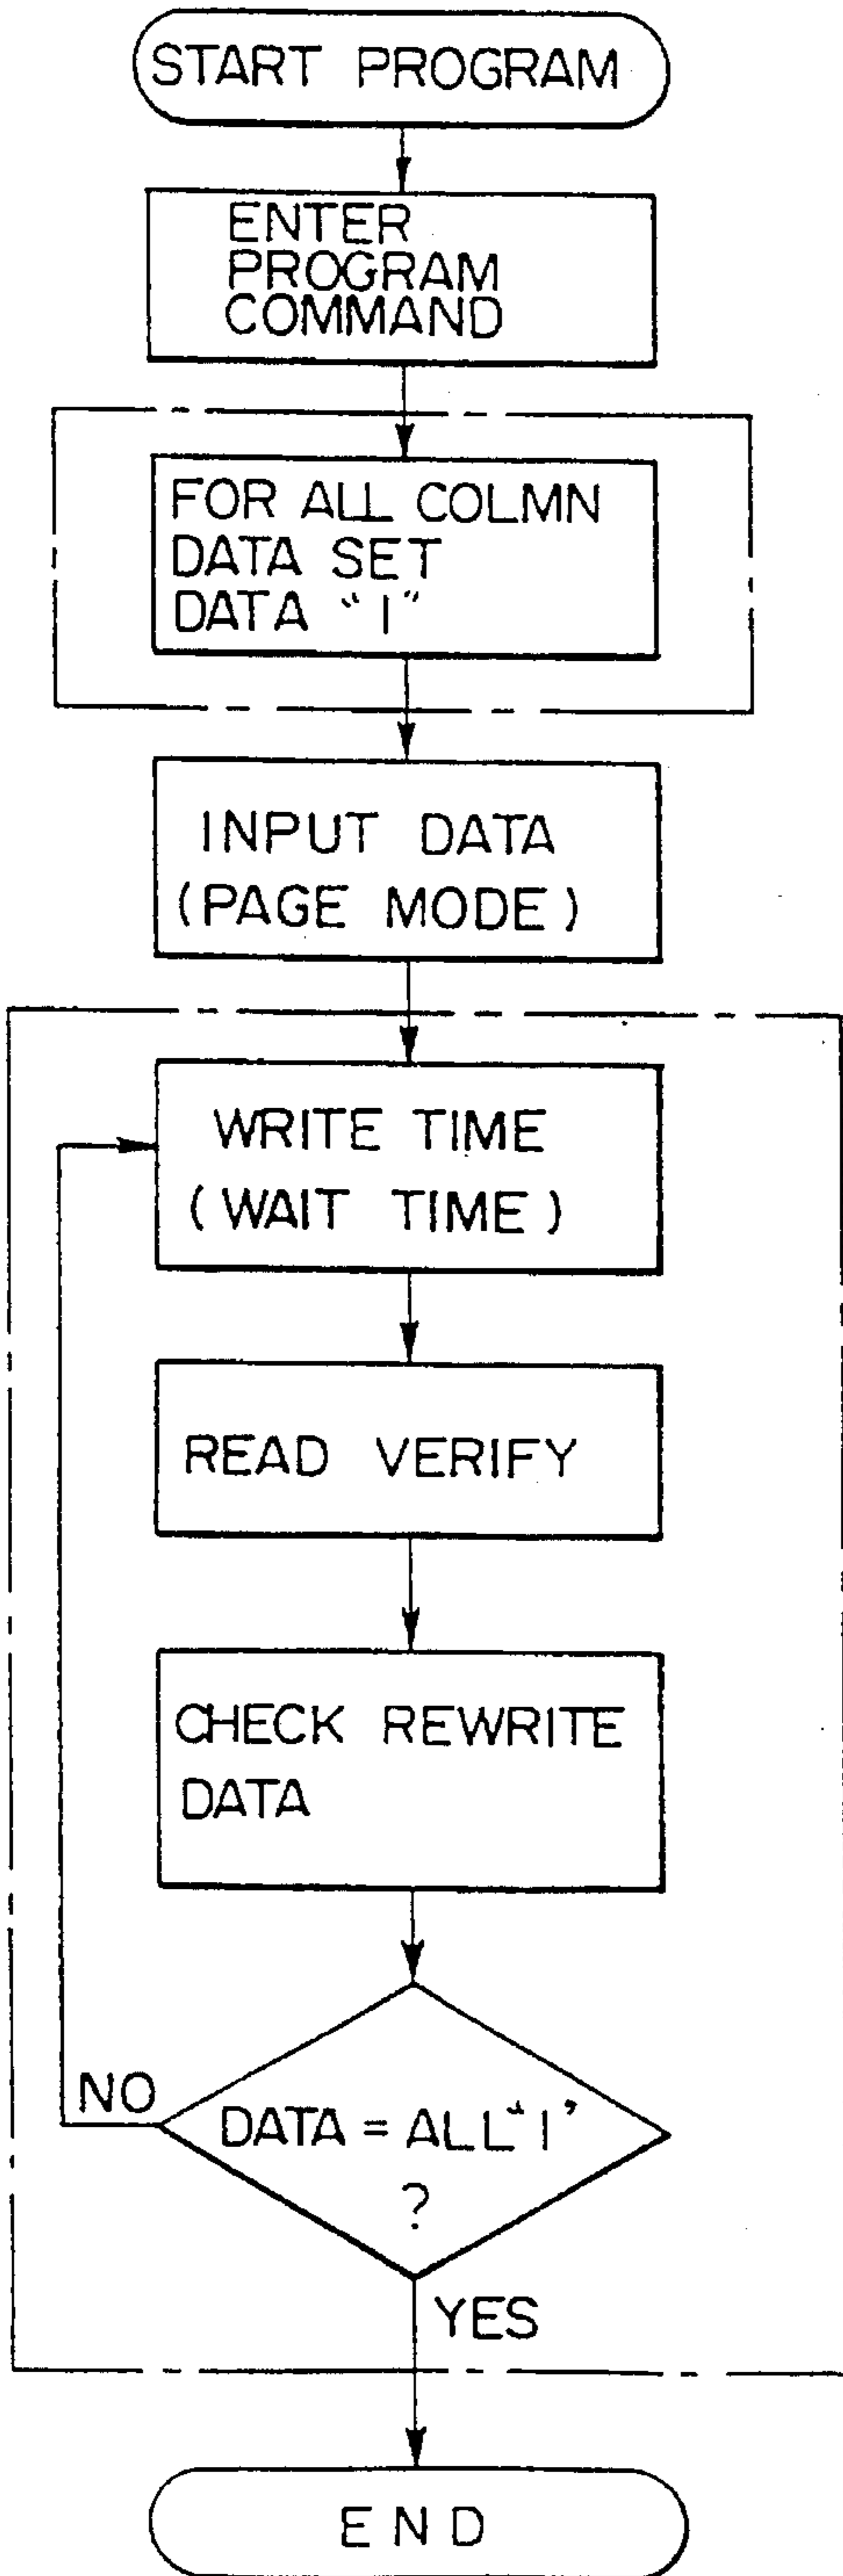 START PROGRAM
ENTER
PROGRAM
COMMAND
FOR ALL COLMN
DATA SET
DATA "1"
INPUT DATA
(PAGE MODE)
WRITE TIME
(WAIT TIME)
READ VERIFY
CHECK REWRITE
DATA
NO
DATA = ALL "1"
?
YES
END